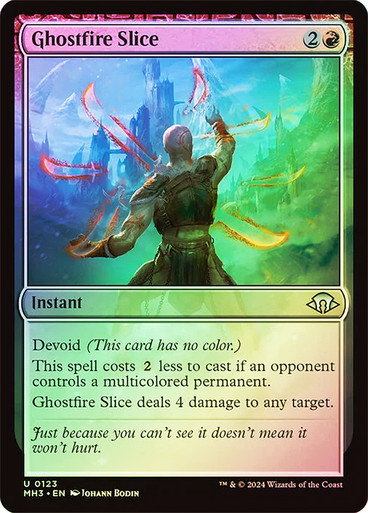 Ghostfire Slice 2
Instant
Devoid (This card has no color.)
This spell costs 2 less to cast if an opponent
controls a multicolored permanent.
Ghostfire Slice deals 4 damage to any target.
Just because you can't see it doesn't mean it
won't hurt.
U 0123
MH3 • EN Johann Bodin ™ & © 2024 Wizards of the Coast